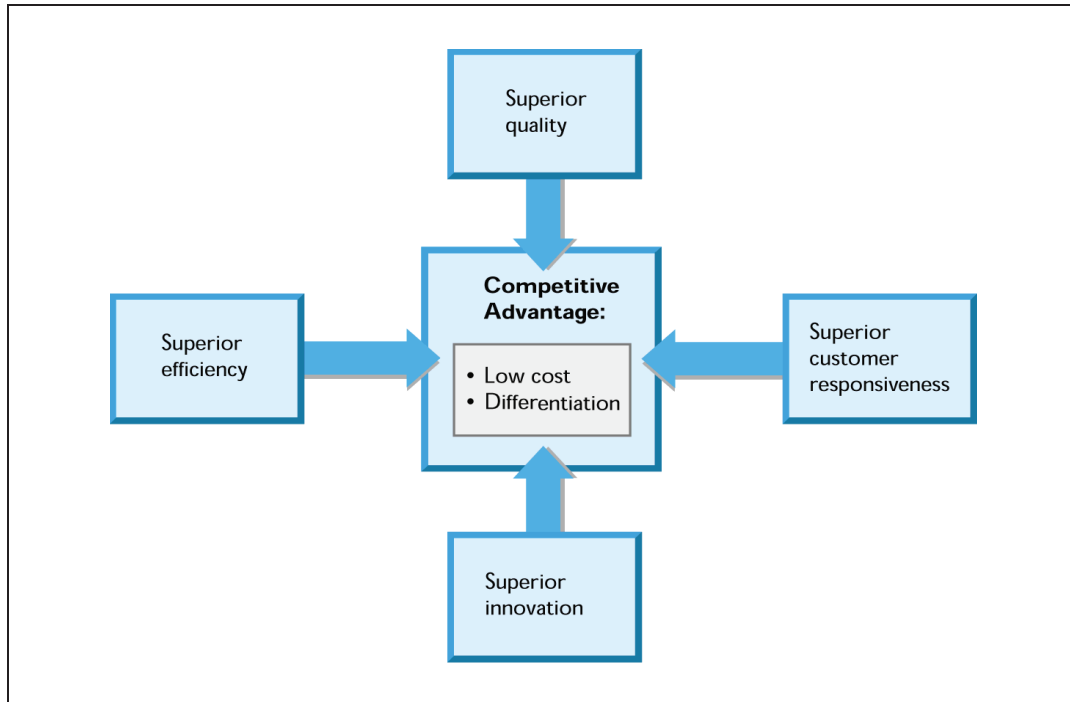 Superior
quality
Competitive
Advantage:
• Low cost
• Differentiation
Superior
efficiency
Superior
customer
responsiveness
Superior
innovation